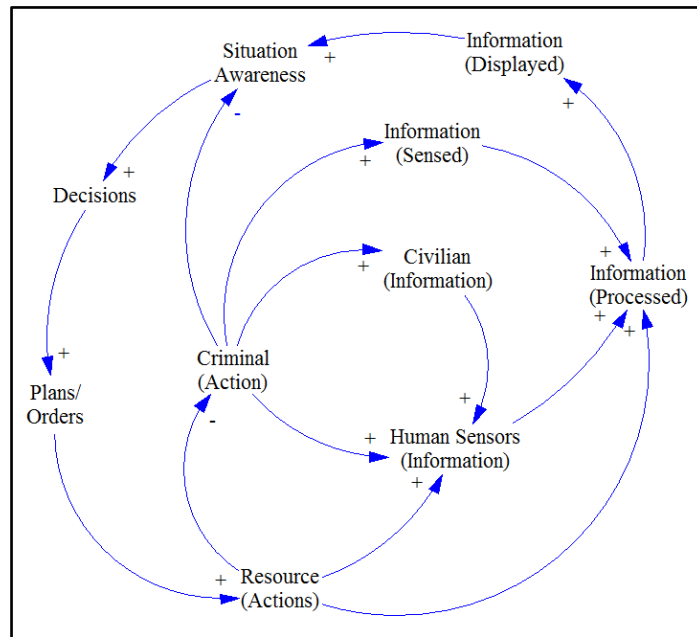 Situation
Awareness
+
Information
(Displayed)
+
-
Information
(Sensed)
+
+
Decisions
Civilian
(Information)
+
+
Information
(Processed)
+
+
+
Plans/
Orders
Criminal
(Action)
-
+
+
Human Sensors
(Information)
+
+
Resource
(Actions)